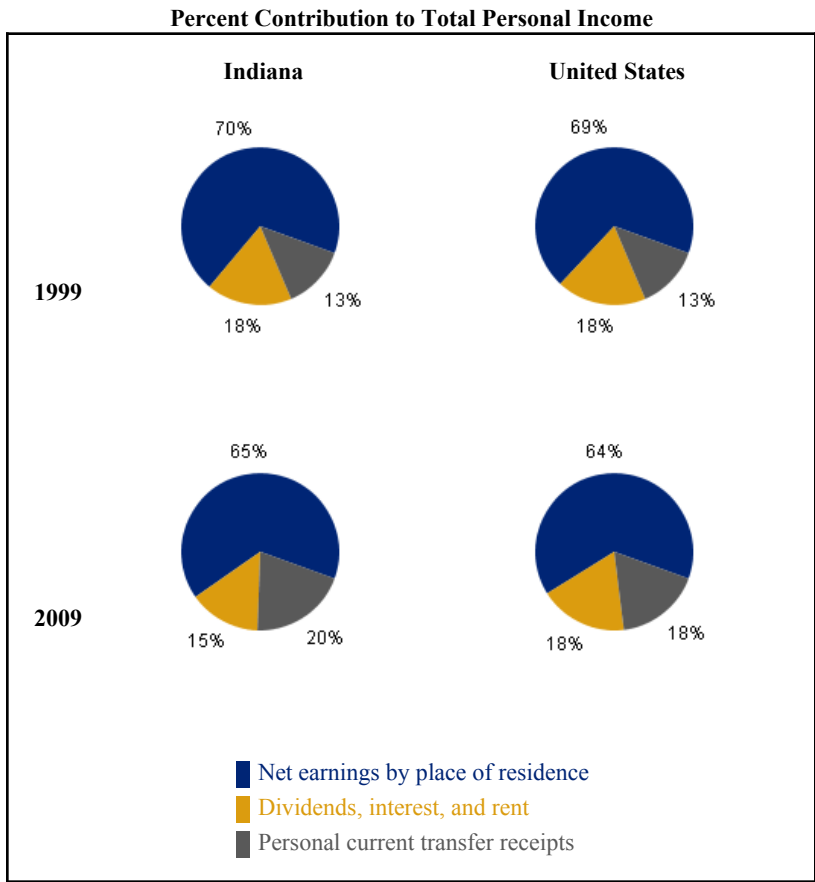 Percent Contribution to Total Personal Income
Indiana United States
70% 69%
1999
13% 13%
18% 18%
65% 64%
2009
15% 20% 18% 18%
Net earnings by place of residence
Dividends, interest, and rent
Personal current transfer receipts